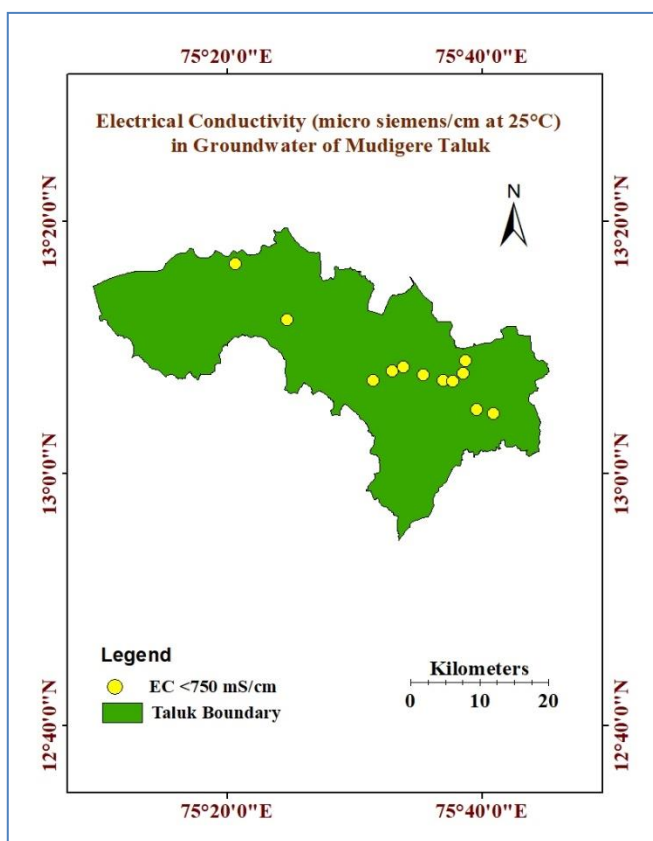 75°20'0"E 75°40'0"E
Electrical Conductivity (micro siemens/cm at 25°C)
in Groundwater of Mudigere Taluk
N
13°20'0"N 13°20'0"N
13°0'0"N 13°0'0"N
Legend
EC <750 mS/cm
Taluk Boundary
Kilometers
0 10 20
12°40'0"N 12°40'0"N
75°20'0"E 75°40'0"E